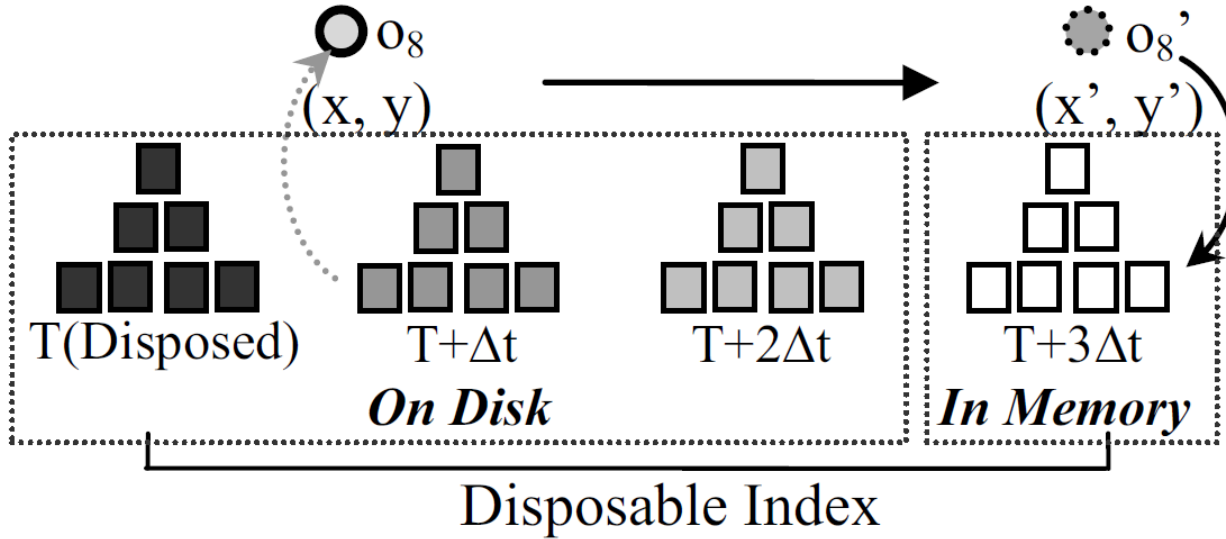 o₈ o₈’
(x, y) (x’, y’)
T(Disposed) T+Δt T+2Δt T+3Δt
On Disk In Memory
Disposable Index